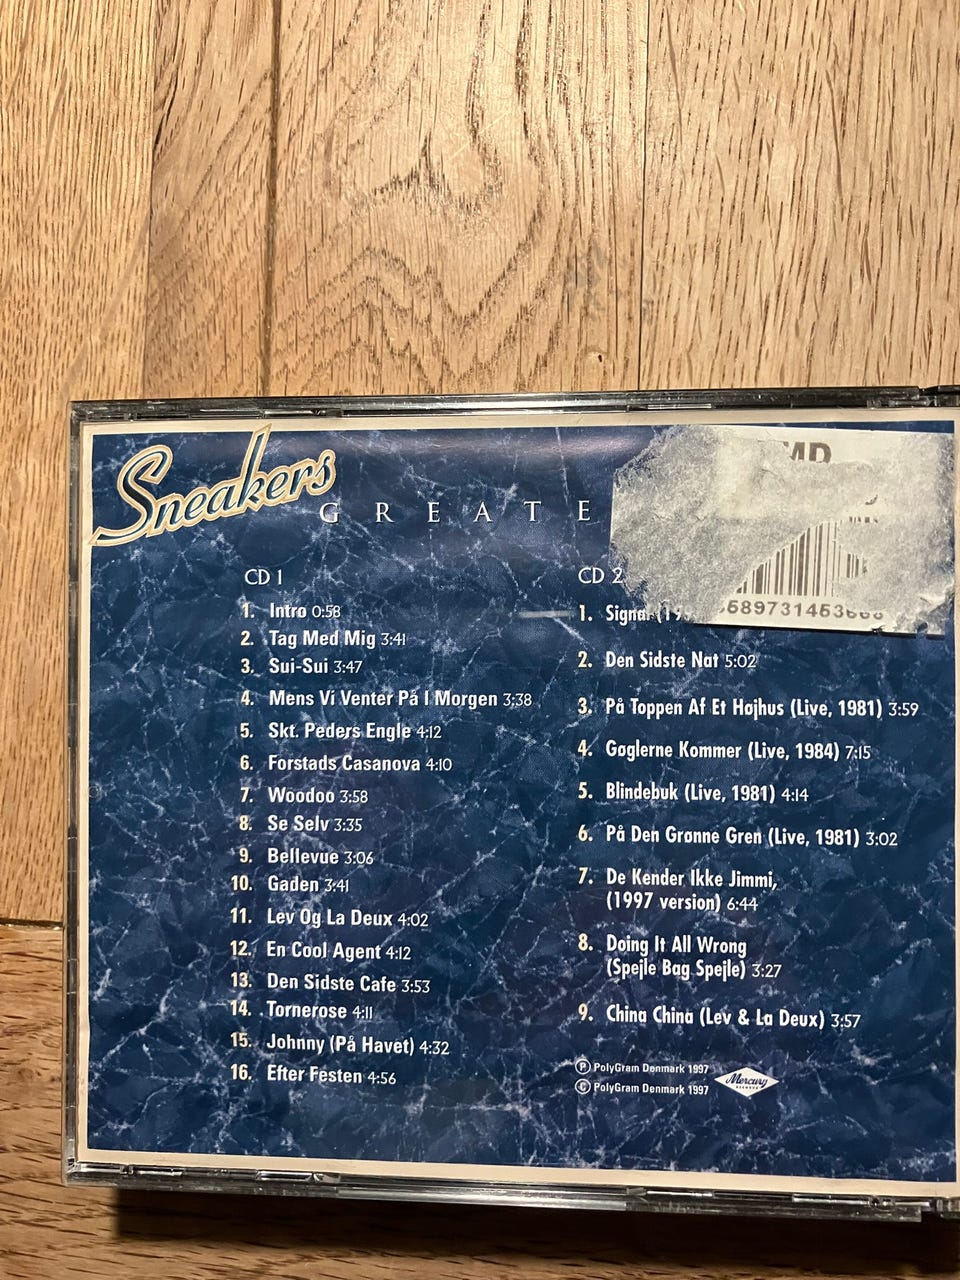 Sneakers
GREATE
CD 1
1. Intro 0:58
2. Tag Med Mig 3:41
3. Sui-Sui 3:47
4. Mens Vi Venter På I Morgen 3:38
5. Skt. Peders Engle 4:12
6. Forstads Casanova 4:10
7. Woodoo 3:58
8. Se Selv 3:35
9. Bellevue 3:06
10. Gaden 3:41
11. Lev Og La Deux 4:02
12. En Cool Agent 4:12
13. Den Sidste Cafe 3:53
14. Tornerose 4:11
15. Johnny (På Havet) 4:32
16. Efter Festen 4:56
CD 2
1.
2. Den Sidste Nat 5:02
3. På Toppen Af Et Højhus (Live, 1981) 3:59
4. Gøglerne Kommer (Live, 1984) 7:15
5. Blindebuk (Live, 1981) 4:14
6. På Den Grønne Gren (Live, 1981) 3:02
7. De Kender Ikke Jimmi,
(1997 version) 6:44
8. Doing It All Wrong
(Spejle Bag Spejle) 3:27
9. China China (Lev & La Deux) 3:57
Ⓟ PolyGram Denmark 1997
© PolyGram Denmark 1997
Mercury